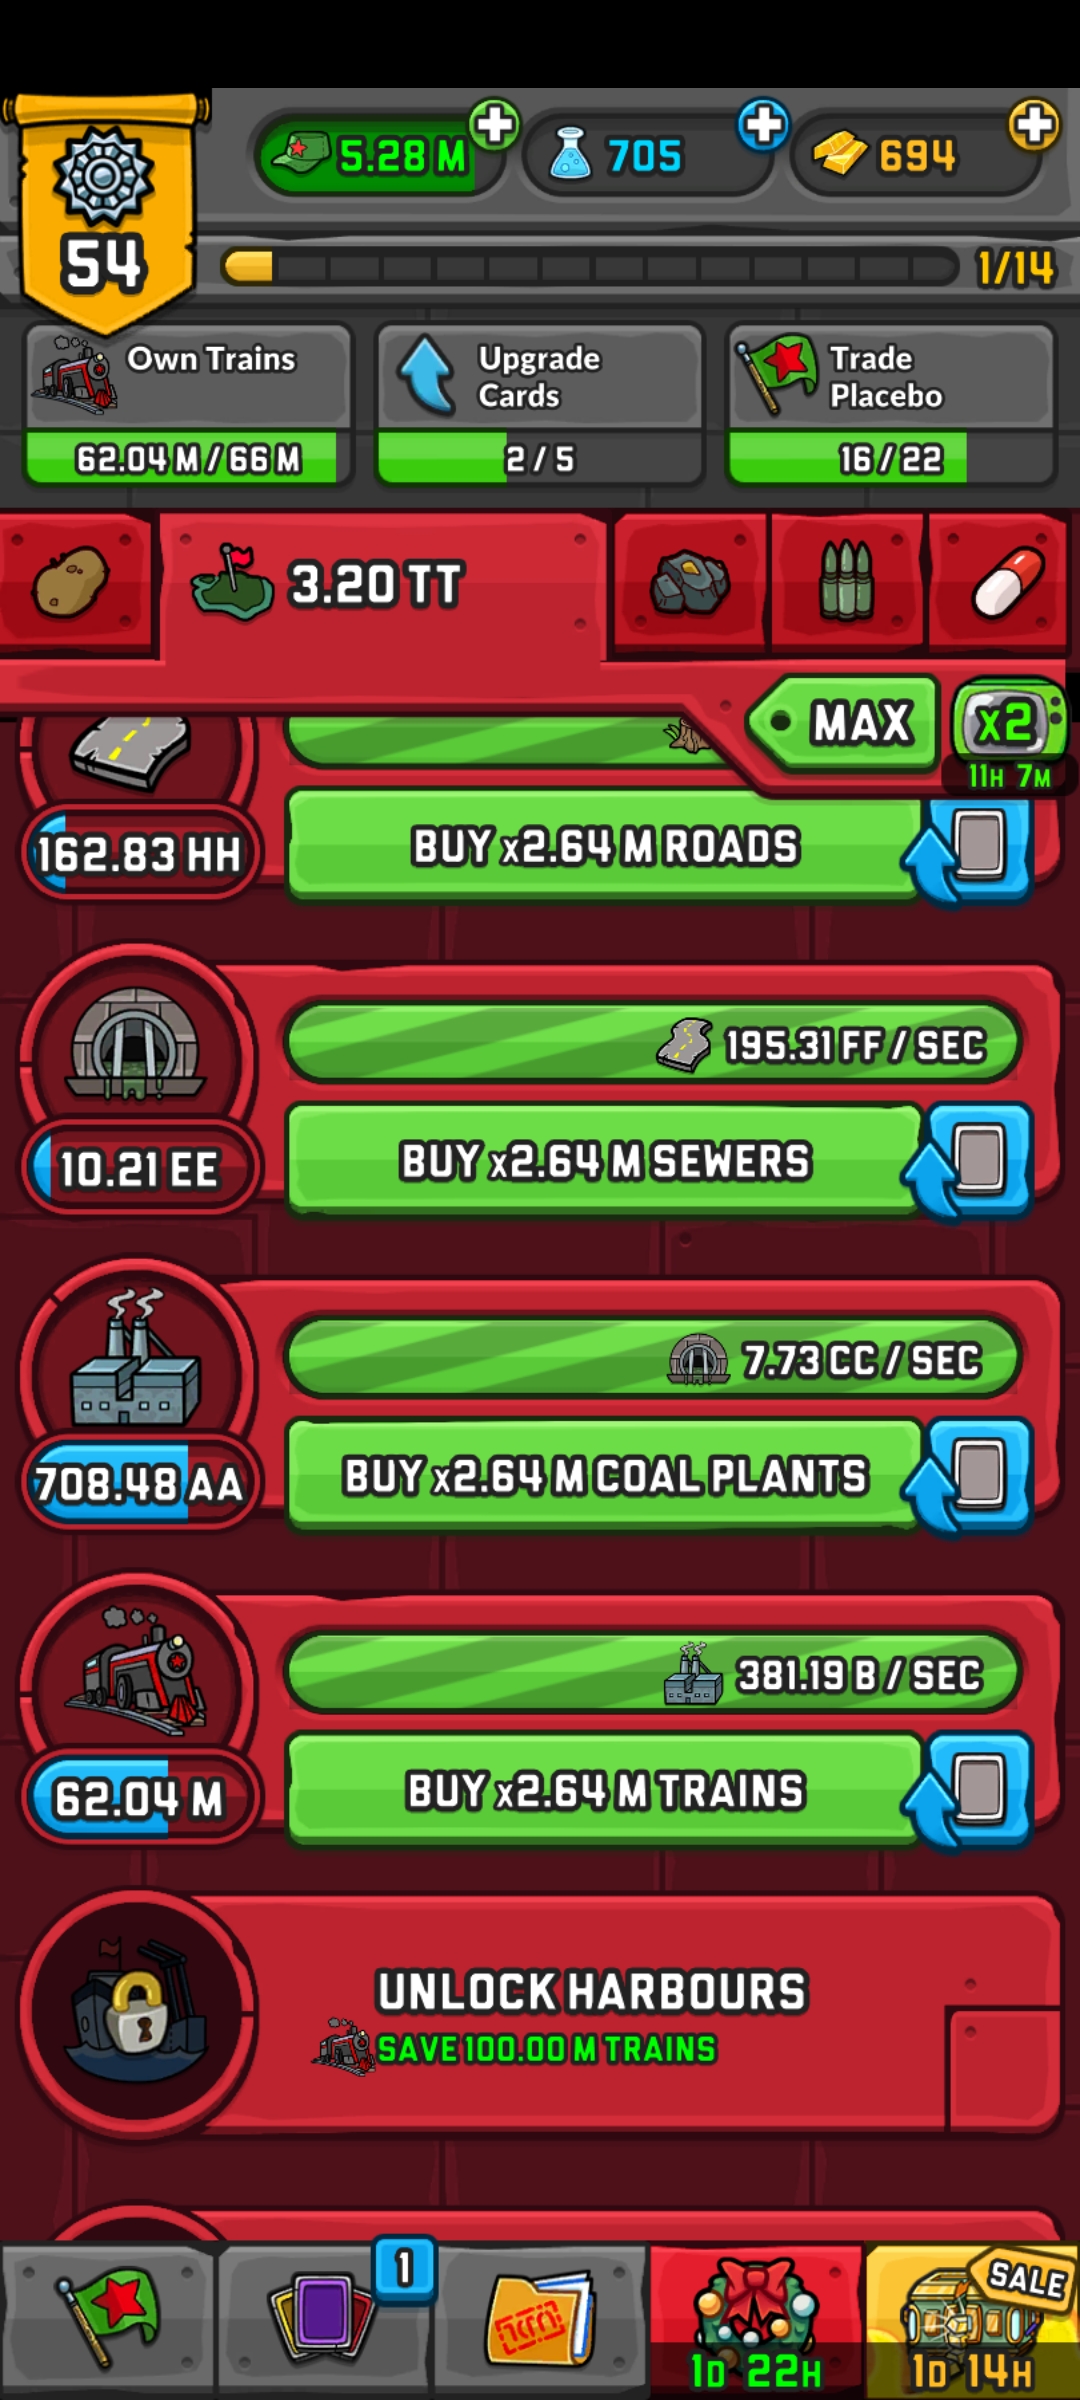 5.28 M
705
694
54
1/14
Own Trains
62.04 M / 66 M
Upgrade
Cards
2 / 5
Trade
Placebo
16 / 22
3.20 TT
MAX
x2
11H 7M
162.83 HH
BUY x2.64 M ROADS
195.31 FF / SEC
10.21 EE
BUY x2.64 M SEWERS
7.73 CC / SEC
708.48 AA
BUY x2.64 M COAL PLANTS
381.19 B / SEC
62.04 M
BUY x2.64 M TRAINS
UNLOCK HARBOURS
SAVE 100.00 M TRAINS
1
SALE
1D 22H
1D 14H